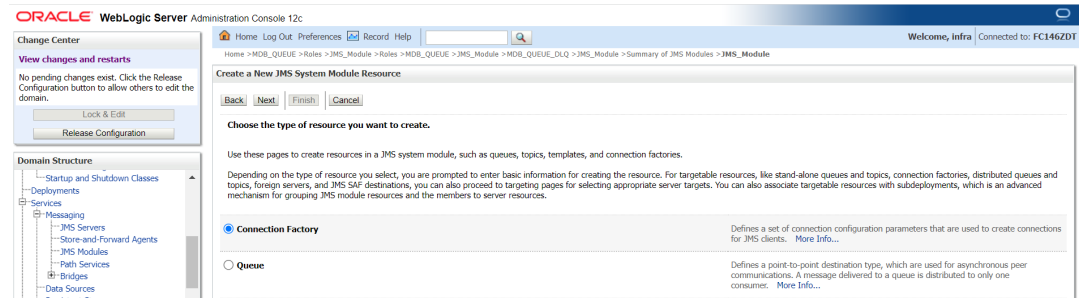 ORACLE WebLogic Server Administration Console 12c
Change Center
View changes and restarts
No pending changes exist. Click the Release
Configuration button to allow others to edit the
domain.
Lock & Edit
Release Configuration
Domain Structure
Startup and Shutdown Classes
Deployments
Services
Messaging
JMS Servers
Store-and-Forward Agents
JMS Modules
Path Services
Bridges
Data Sources
Home Log Out Preferences Record Help
Welcome, infra Connected to: FC146ZDT
Home >MDB_QUEUE >Roles >JMS_Module >Roles >MDB_QUEUE >JMS_Module >MDB_QUEUE_DLQ >JMS_Module >Summary of JMS Modules >JMS_Module
Create a New JMS System Module Resource
Back Next Finish Cancel
Choose the type of resource you want to create.
Use these pages to create resources in a JMS system module, such as queues, topics, templates, and connection factories.
Depending on the type of resource you select, you are prompted to enter basic information for creating the resource. For targetable resources, like stand-alone queues and topics, connection factories, distributed queues and
topics, foreign servers, and JMS SAF destinations, you can also proceed to targeting pages for selecting appropriate server targets. You can also associate targetable resources with subdeployments, which is an advanced
mechanism for grouping JMS module resources and the members to server resources.
Connection Factory
Defines a set of connection configuration parameters that are used to create connections
for JMS clients. More Info...
Queue
Defines a point-to-point destination type, which are used for asynchronous peer
communications. A message delivered to a queue is distributed to only one
consumer. More Info...